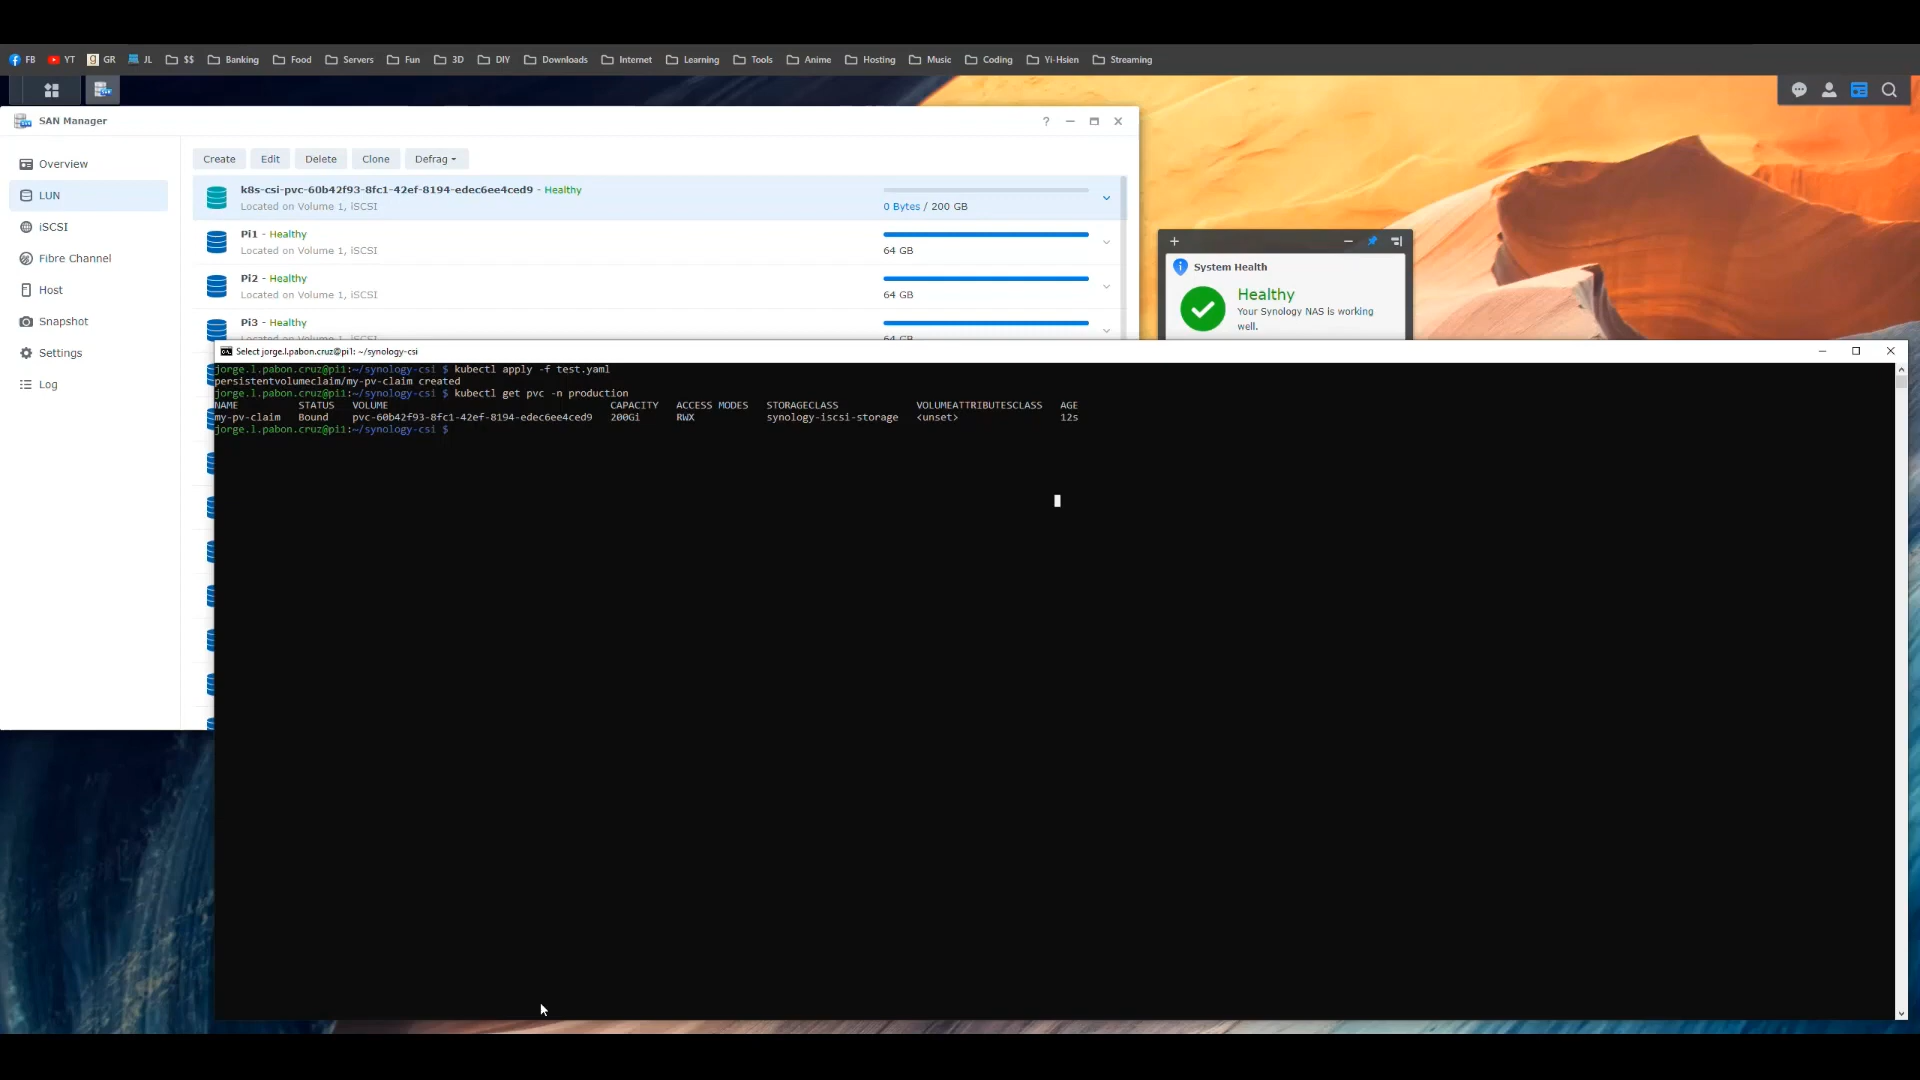 FB YT GR JL $$ Banking Food Servers Fun 3D DIY Downloads Internet Learning Tools Anime Hosting Music Coding Yi-Hsien Streaming
SAN Manager
Overview
LUN
iSCSI
Fibre Channel
Host
Snapshot
Settings
Log
Create Edit Delete Clone Defrag
k8s-csi-pvc-60b42f93-8fc1-42ef-8194-edec6ee4ced9 - Healthy
Located on Volume 1, iSCSI
0 Bytes / 200 GB
Pi1 - Healthy
Located on Volume 1, iSCSI
64 GB
Pi2 - Healthy
Located on Volume 1, iSCSI
64 GB
Pi3 - Healthy
Located on Volume 1, iSCSI
64 GB
System Health
Healthy
Your Synology NAS is working
well.
Select jorge.l.pabon.cruz@pi1: ~/synology-csi
jorge.l.pabon.cruz@pi1:~/synology-csi $ kubectl apply -f test.yaml
persistentvolumeclaim/my-pv-claim created
jorge.l.pabon.cruz@pi1:~/synology-csi $ kubectl get pvc -n production
NAME STATUS VOLUME CAPACITY ACCESS MODES STORAGECLASS VOLUMEATTRIBUTESCLASS AGE
my-pv-claim Bound pvc-60b42f93-8fc1-42ef-8194-edec6ee4ced9 200Gi RWX synology-iscsi-storage <unset> 12s
jorge.l.pabon.cruz@pi1:~/synology-csi $